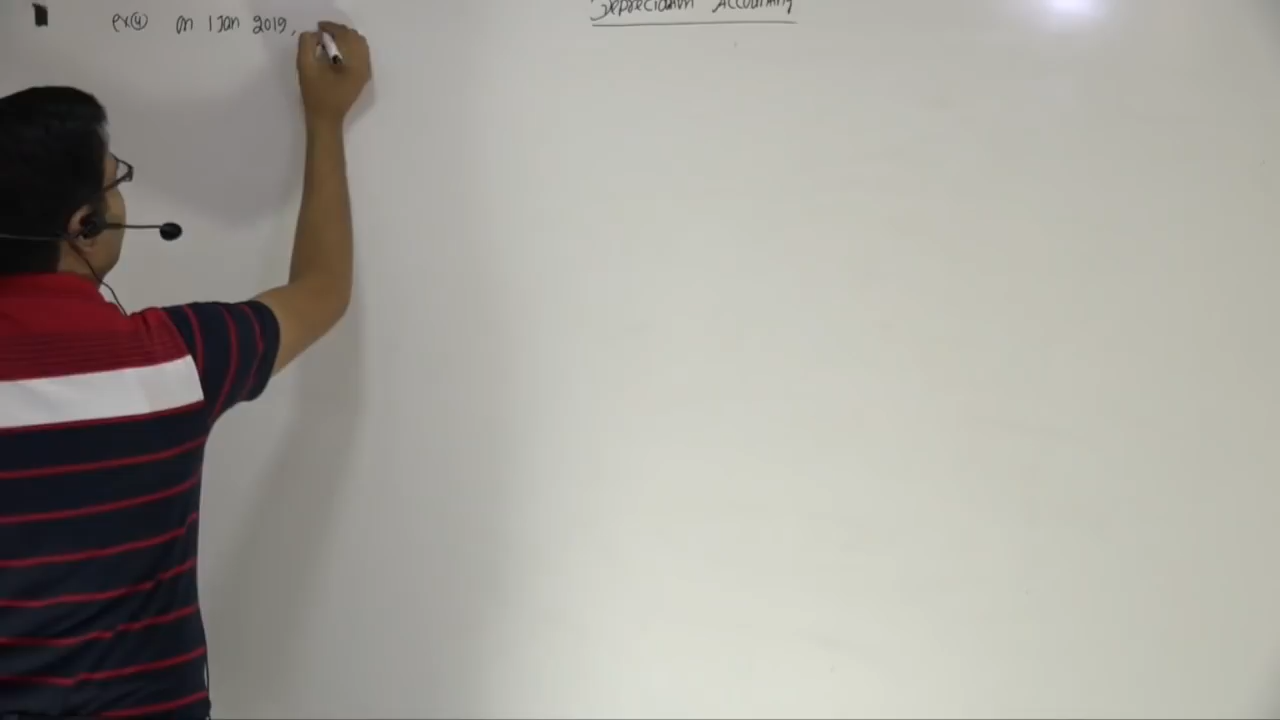 Depreciation Accounting
ex④ on 1 Jan 2019,